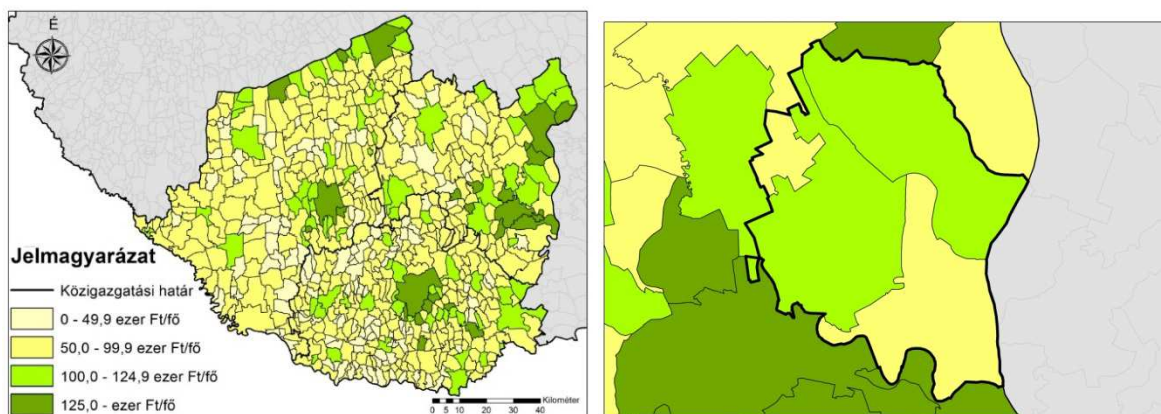 É
Jelmagyarázat
Közigazgatási határ
0 - 49,9 ezer Ft/fő
50,0 - 99,9 ezer Ft/fő
100,0 - 124,9 ezer Ft/fő
125,0 - ezer Ft/fő
Kilométer
0 5 10 20 30 40